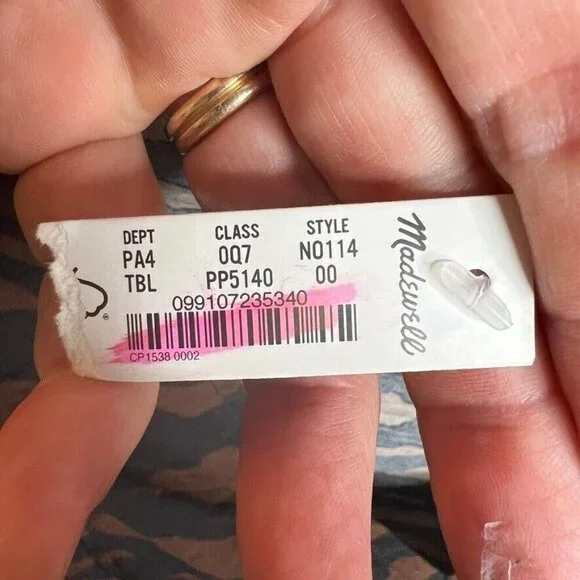 DEPT CLASS STYLE
PA4 0Q7 N0114
TBL PP5140 00
099107235340
CP1538 0002
Madewell
®